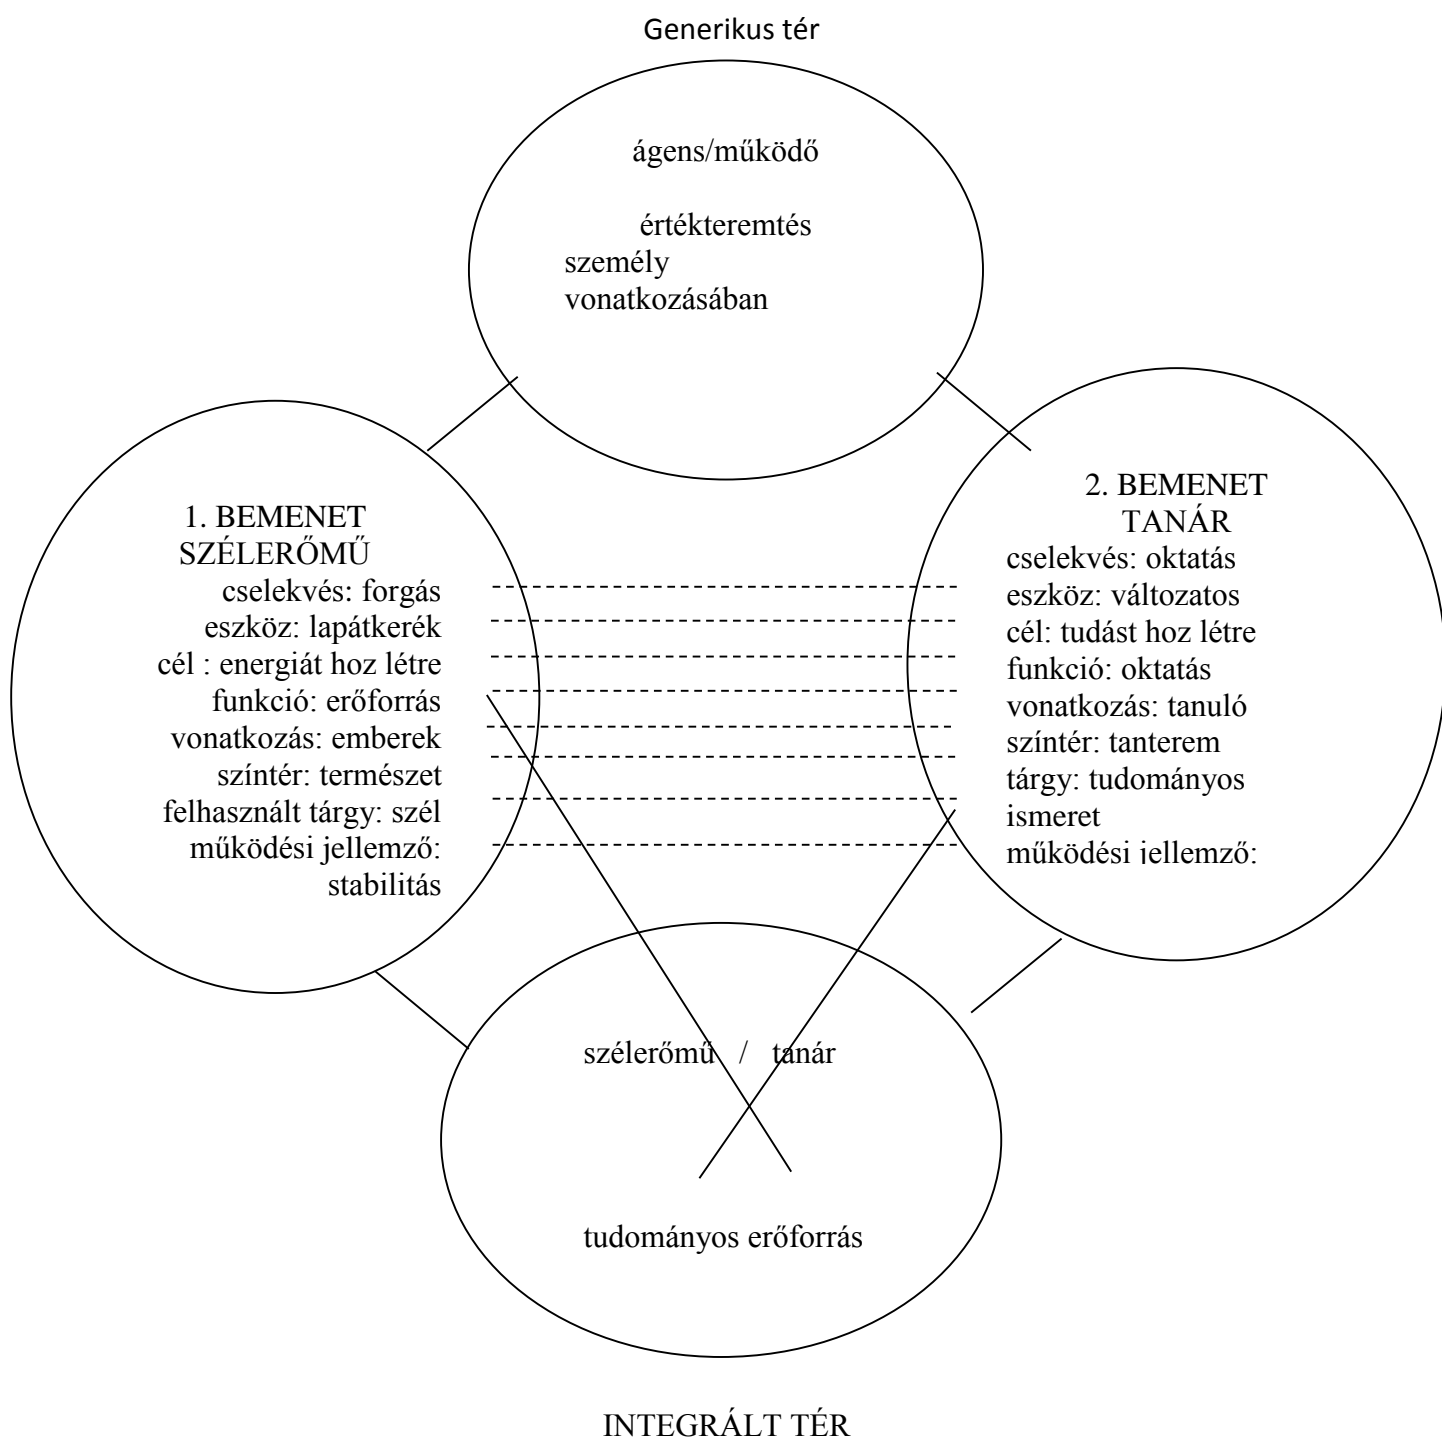 Generikus tér
ágens/működő
értékteremtés
személy
vonatkozásában
1. BEMENET
SZÉLERŐMŰ
cselekvés: forgás
eszköz: lapátkerék
cél : energiát hoz létre
funkció: erőforrás
vonatkozás: emberek
színtér: természet
felhasznált tárgy: szél
működési jellemző:
stabilitás
2. BEMENET
TANÁR
cselekvés: oktatás
eszköz: változatos
cél: tudást hoz létre
funkció: oktatás
vonatkozás: tanuló
színtér: tanterem
tárgy: tudományos
ismeret
működési jellemző:
szélerőmű / tanár
tudományos erőforrás
INTEGRÁLT TÉR